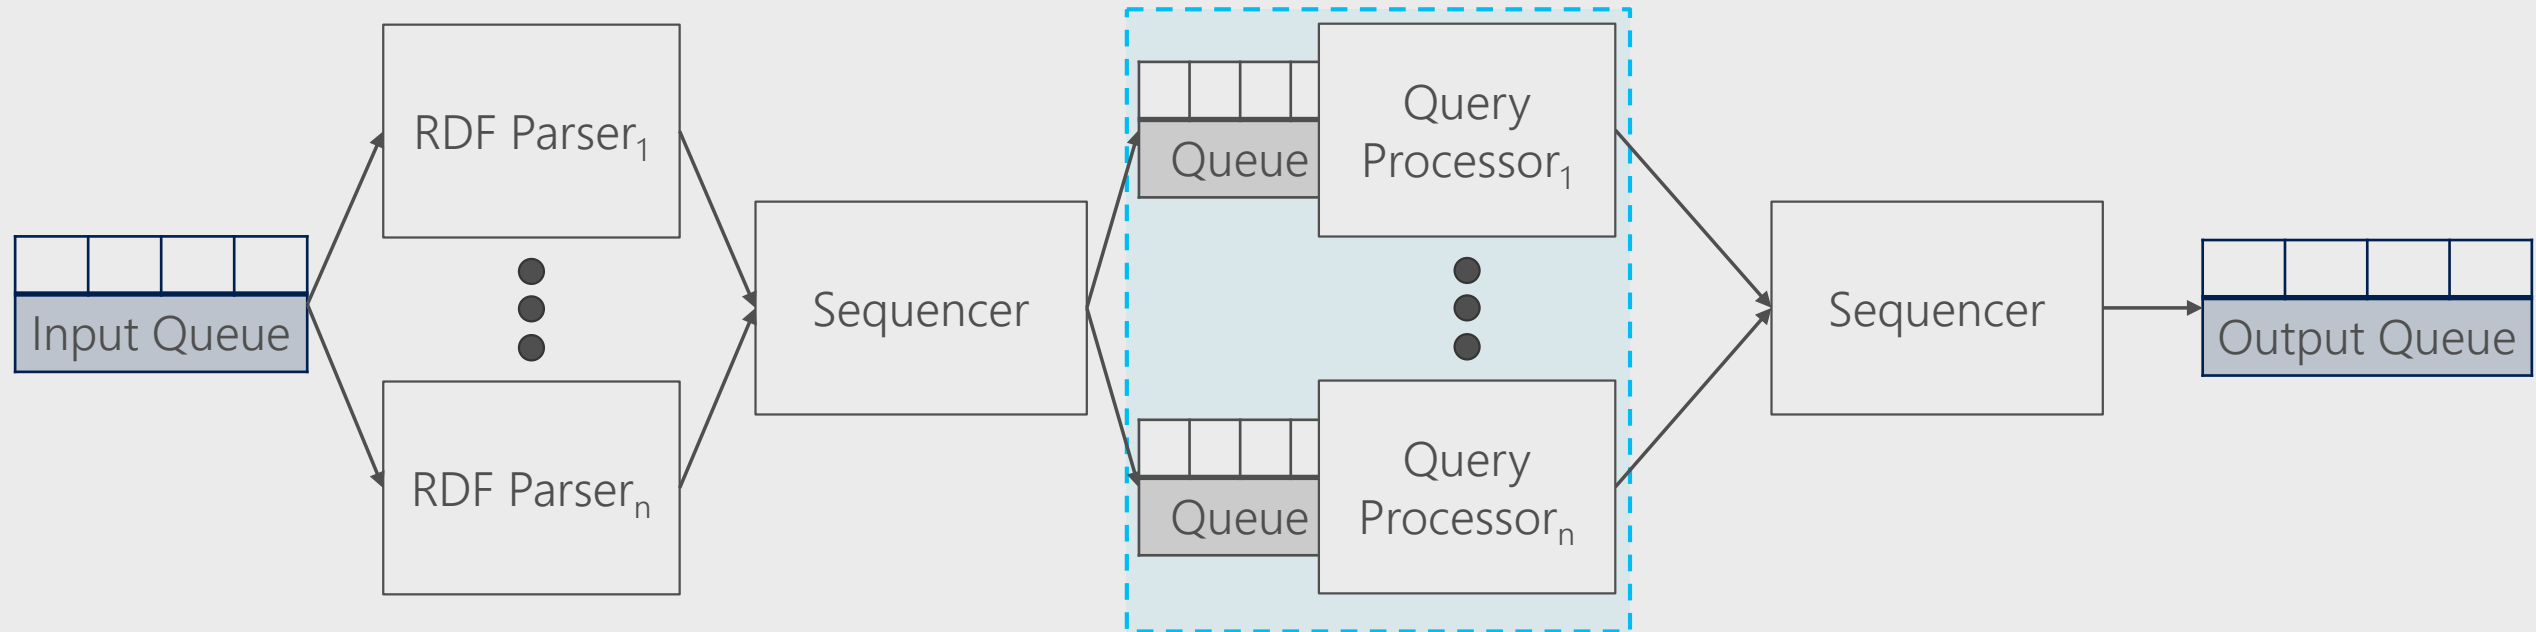 Input Queue
RDF Parser₁
RDF Parserₙ
Sequencer
Queue
Query
Processor₁
Queue
Query
Processorₙ
Sequencer
Output Queue